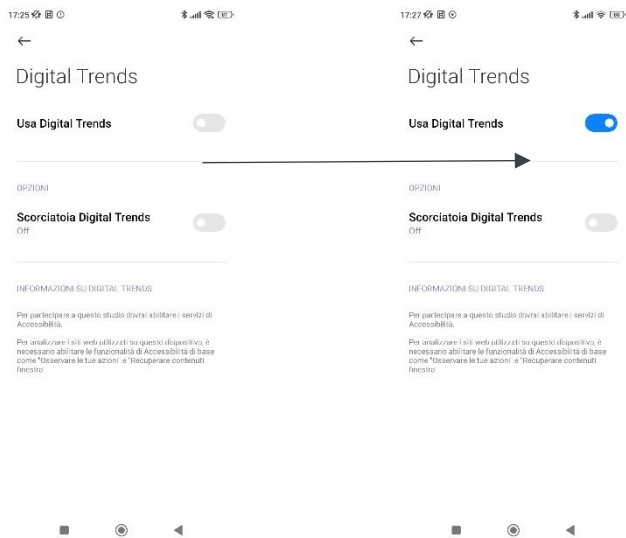 17:25
Digital Trends
Usa Digital Trends
OPZIONI
Scorciatoia Digital Trends
Off
INFORMAZIONI SU DIGITAL TRENDS
Per partecipare a questo studio dovrai abilitare i servizi di
Accessibilità.
Per analizzare i siti web utilizzati su questo dispositivo, è
necessario abilitare le funzionalità di Accessibilità di base
come "Osservare le tue azioni" e "Recuperare contenuti
finestra"
17:27
Digital Trends
Usa Digital Trends
OPZIONI
Scorciatoia Digital Trends
Off
INFORMAZIONI SU DIGITAL TRENDS
Per partecipare a questo studio dovrai abilitare i servizi di
Accessibilità.
Per analizzare i siti web utilizzati su questo dispositivo, è
necessario abilitare le funzionalità di Accessibilità di base
come "Osservare le tue azioni" e "Recuperare contenuti
finestra"